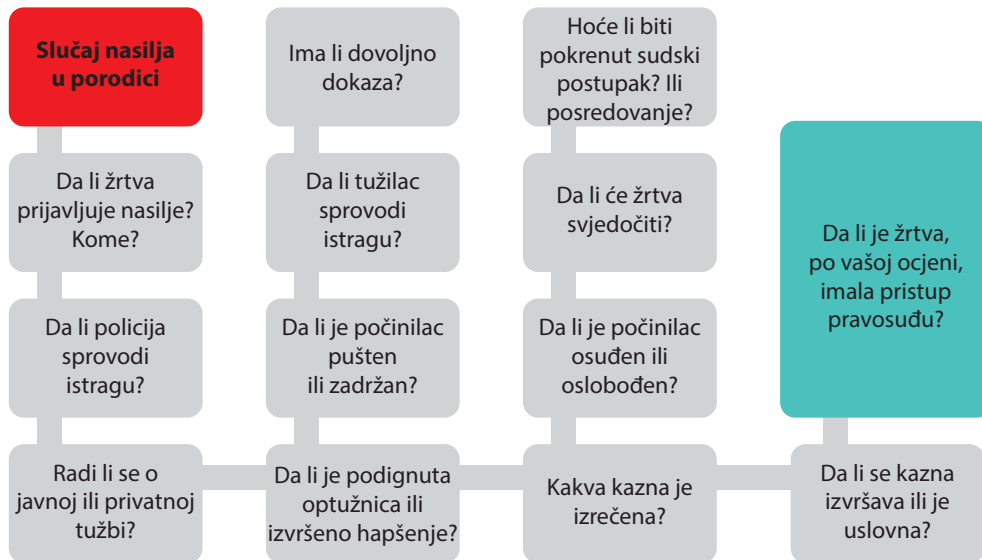 Slučaj nasilja
u porodici
Da li žrtva
prijavljuje nasilje?
Kome?
Da li policija
sprovodi
istragu?
Radi li se o
javnoj ili privatnoj
tužbi?
Ima li dovoljno
dokaza?
Da li tužilac
sprovodi
istragu?
Da li je počinilac
pušten
ili zadržan?
Da li je podignuta
optužnica ili
izvršeno hapšenje?
Hoće li biti
pokrenut sudski
postupak? Ili
posredovanje?
Da li će žrtva
svjedočiti?
Da li je počinilac
osuđen ili
oslobođen?
Kakva kazna je
izrečena?
Da li je žrtva,
po vašoj ocjeni,
imala pristup
pravosuđu?
Da li se kazna
izvršava ili je
uslovna?